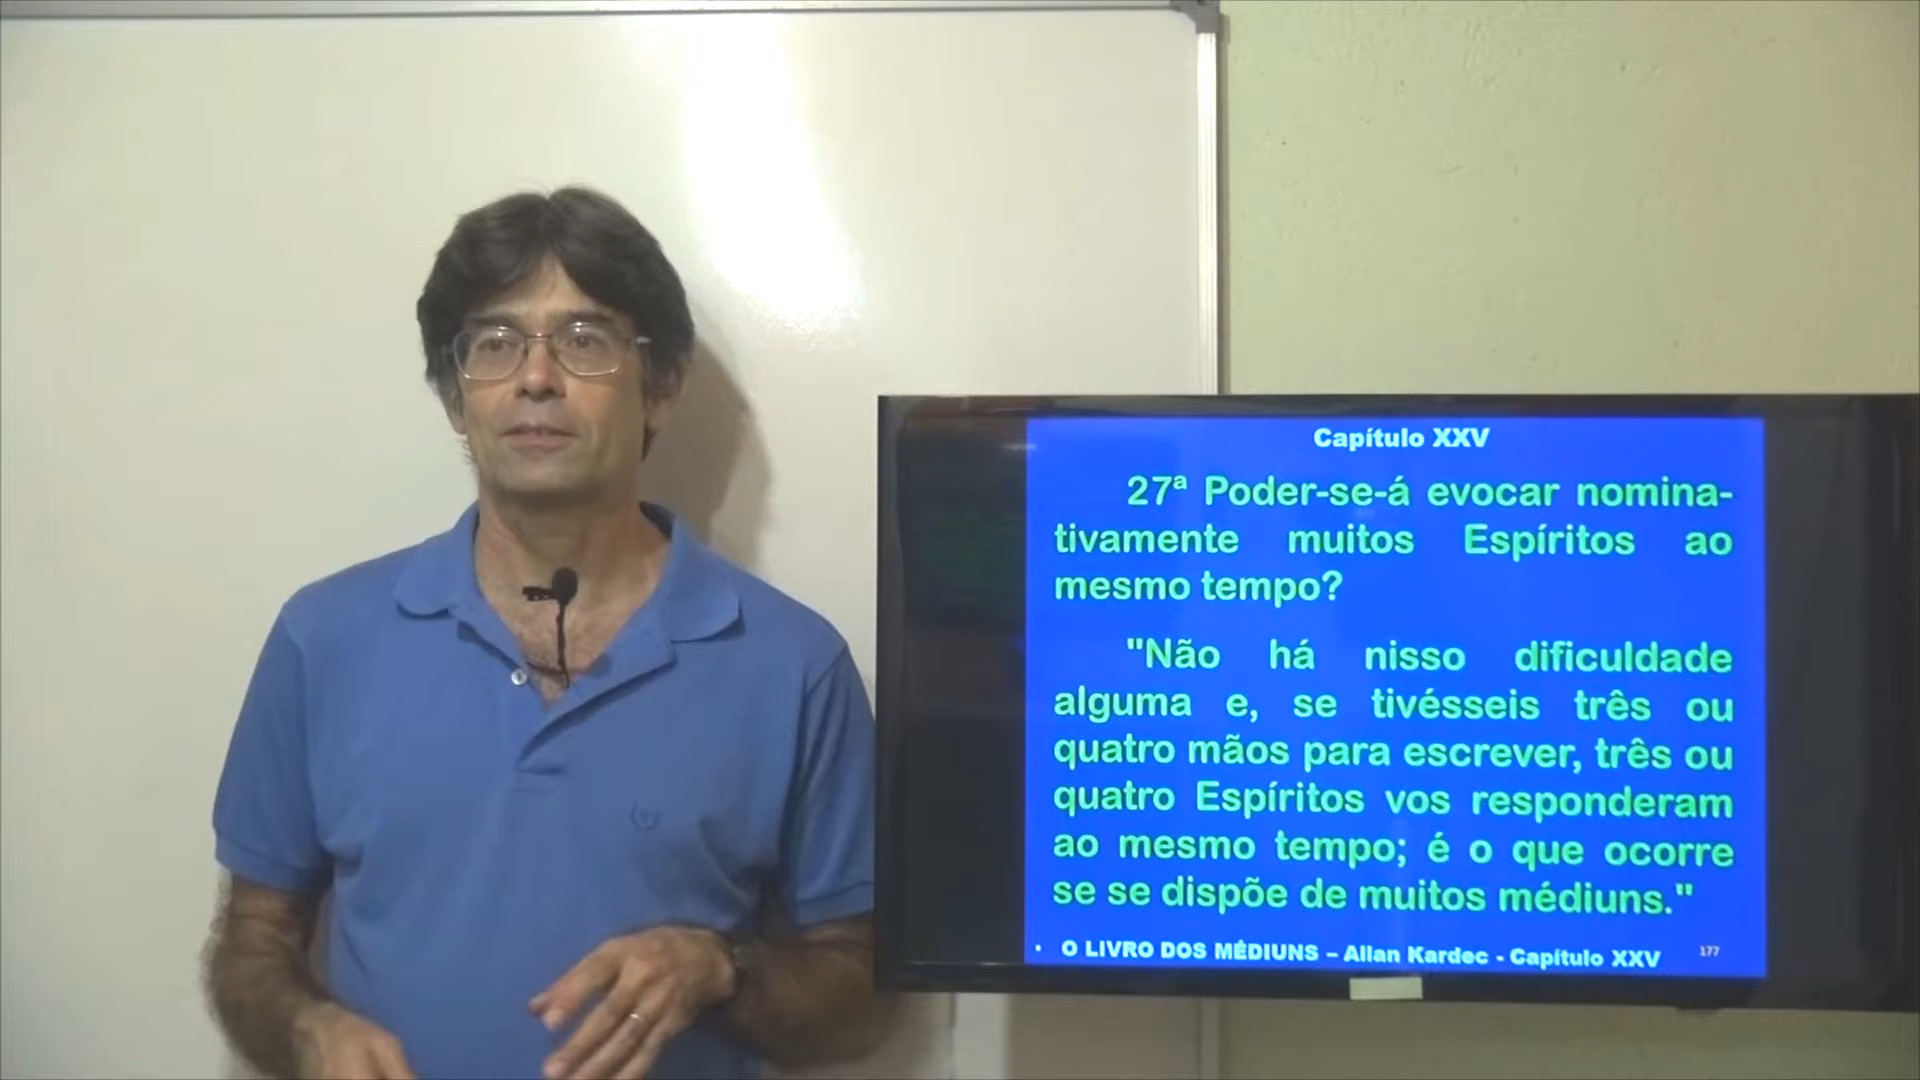 Capítulo XXV
27ª Poder-se-á evocar nomina-
tivamente muitos Espíritos ao
mesmo tempo?
"Não há nisso dificuldade
alguma e, se tivésseis três ou
quatro mãos para escrever, três ou
quatro Espíritos vos responderam
ao mesmo tempo; é o que ocorre
se se dispõe de muitos médiuns."
• O LIVRO DOS MÉDIUNS – Allan Kardec - Capítulo XXV 177